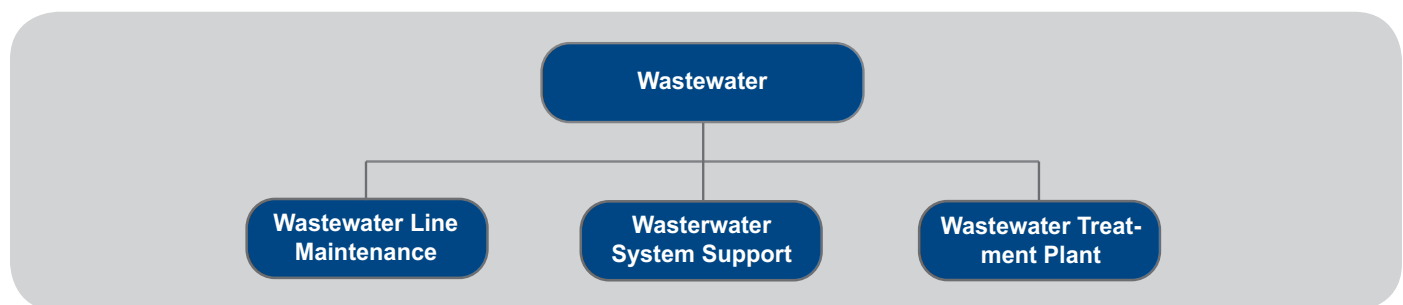 Wastewater
Wastewater Line
Maintenance
Wasterwater
System Support
Wastewater Treat-
ment Plant